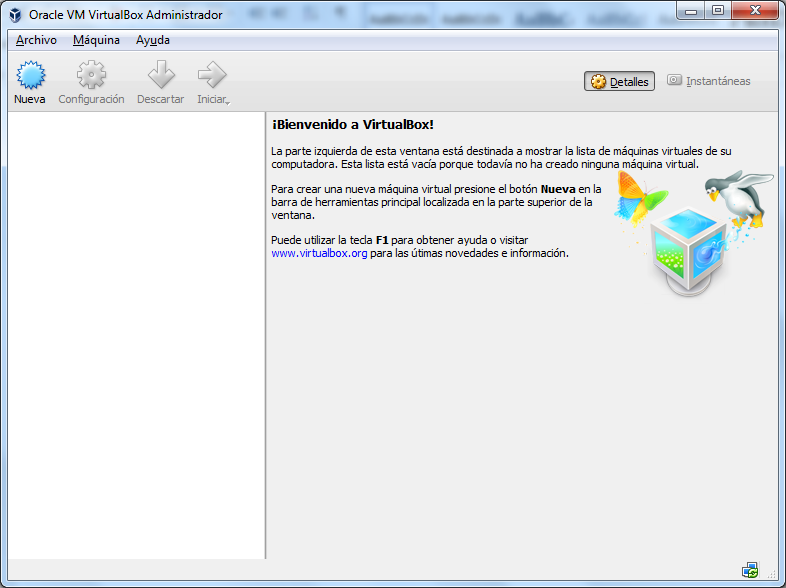 Oracle VM VirtualBox Administrador
Archivo Máquina Ayuda
Nueva Configuración Descartar Iniciar
Detalles Instantáneas
¡Bienvenido a VirtualBox!
La parte izquierda de esta ventana está destinada a mostrar la lista de máquinas virtuales de su
computadora. Esta lista está vacía porque todavía no ha creado ninguna máquina virtual.
Para crear una nueva máquina virtual presione el botón Nueva en la
barra de herramientas principal localizada en la parte superior de la
ventana.
Puede utilizar la tecla F1 para obtener ayuda o visitar
www.virtualbox.org para las útimas novedades e información.